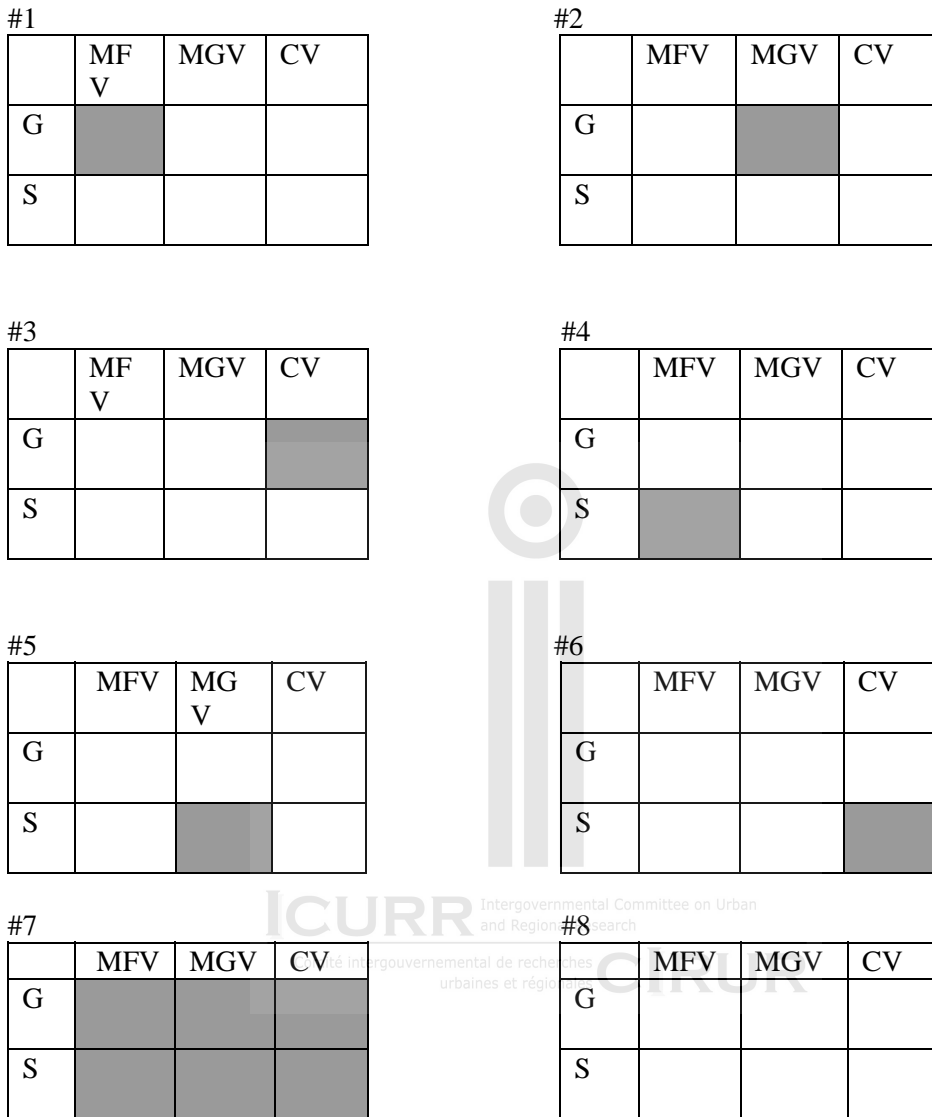 #1 #2
MF
V MGV CV MFV MGV CV
G G
S S
#3 #4
MF
V MGV CV MFV MGV CV
G G
S S
#5 #6
MFV MG
V CV MFV MGV CV
G G
S S
ICURR Intergovernmental Committee on Urban
and Regional Research
#7 #8
MFV MGV CV MFV MGV CV
Comité intergouvernemental de recherches
urbaines et régionales CIRUR
G G
S S